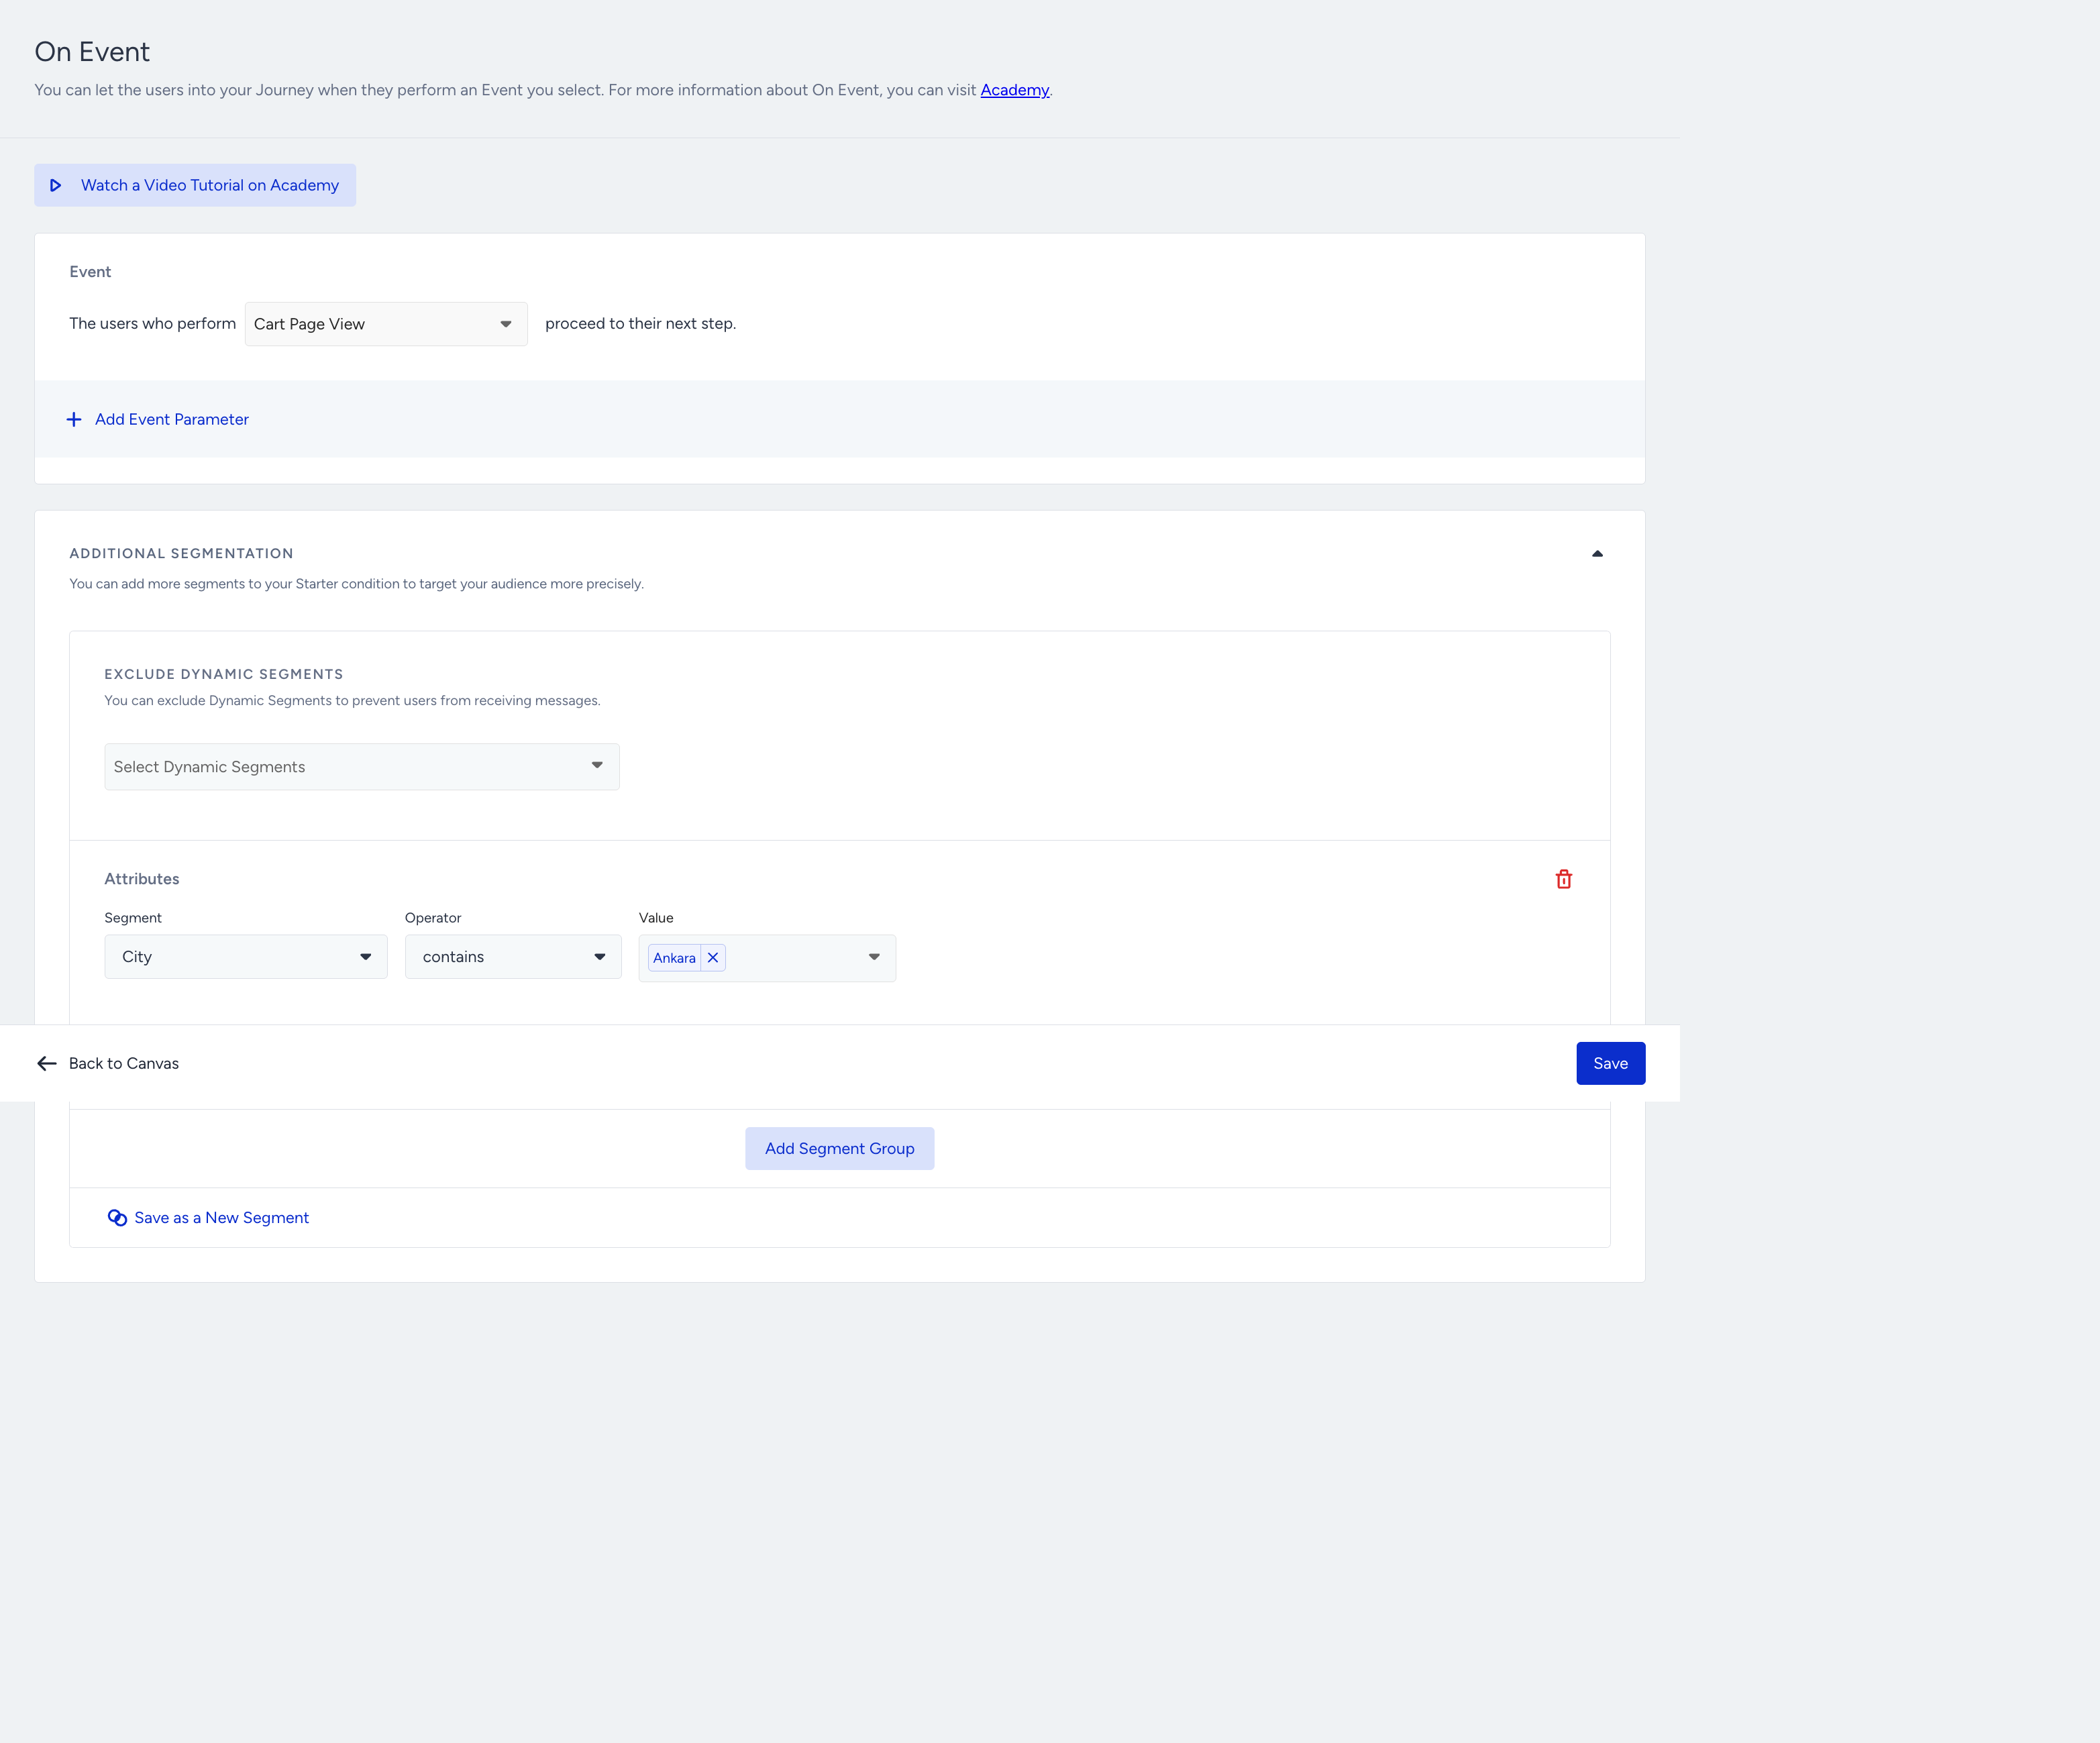 On Event
You can let the users into your Journey when they perform an Event you select. For more information about On Event, you can visit Academy.
Watch a Video Tutorial on Academy
Event
The users who perform Cart Page View proceed to their next step.
Add Event Parameter
ADDITIONAL SEGMENTATION
You can add more segments to your Starter condition to target your audience more precisely.
EXCLUDE DYNAMIC SEGMENTS
You can exclude Dynamic Segments to prevent users from receiving messages.
Select Dynamic Segments
Attributes
Segment Operator Value
City contains Ankara
Back to Canvas Save
Add Segment Group
Save as a New Segment